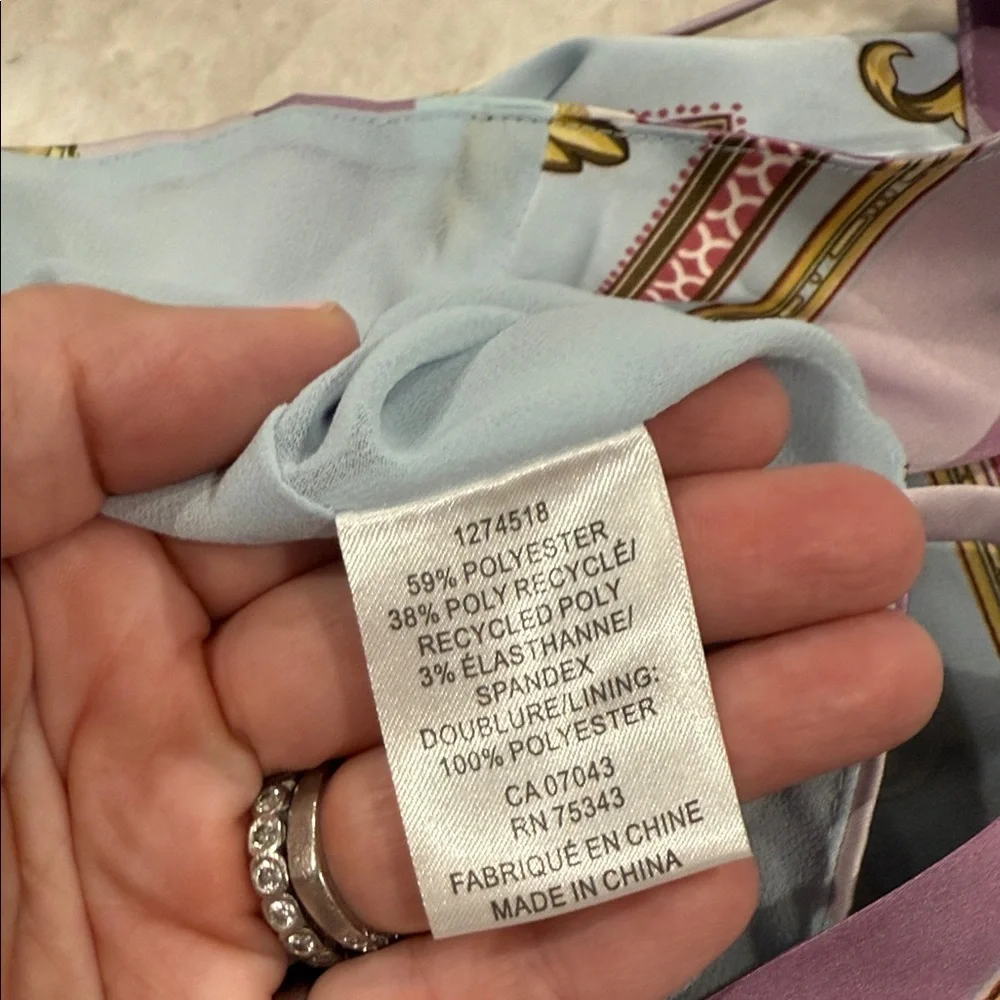 1274518
59% POLYESTER
38% POLY RECYCLÉ/
RECYCLED POLY
3% ÉLASTHANNE/
SPANDEX
DOUBLURE/LINING:
100% POLYESTER
CA 07043
RN 75343
FABRIQUÉ EN CHINE
MADE IN CHINA